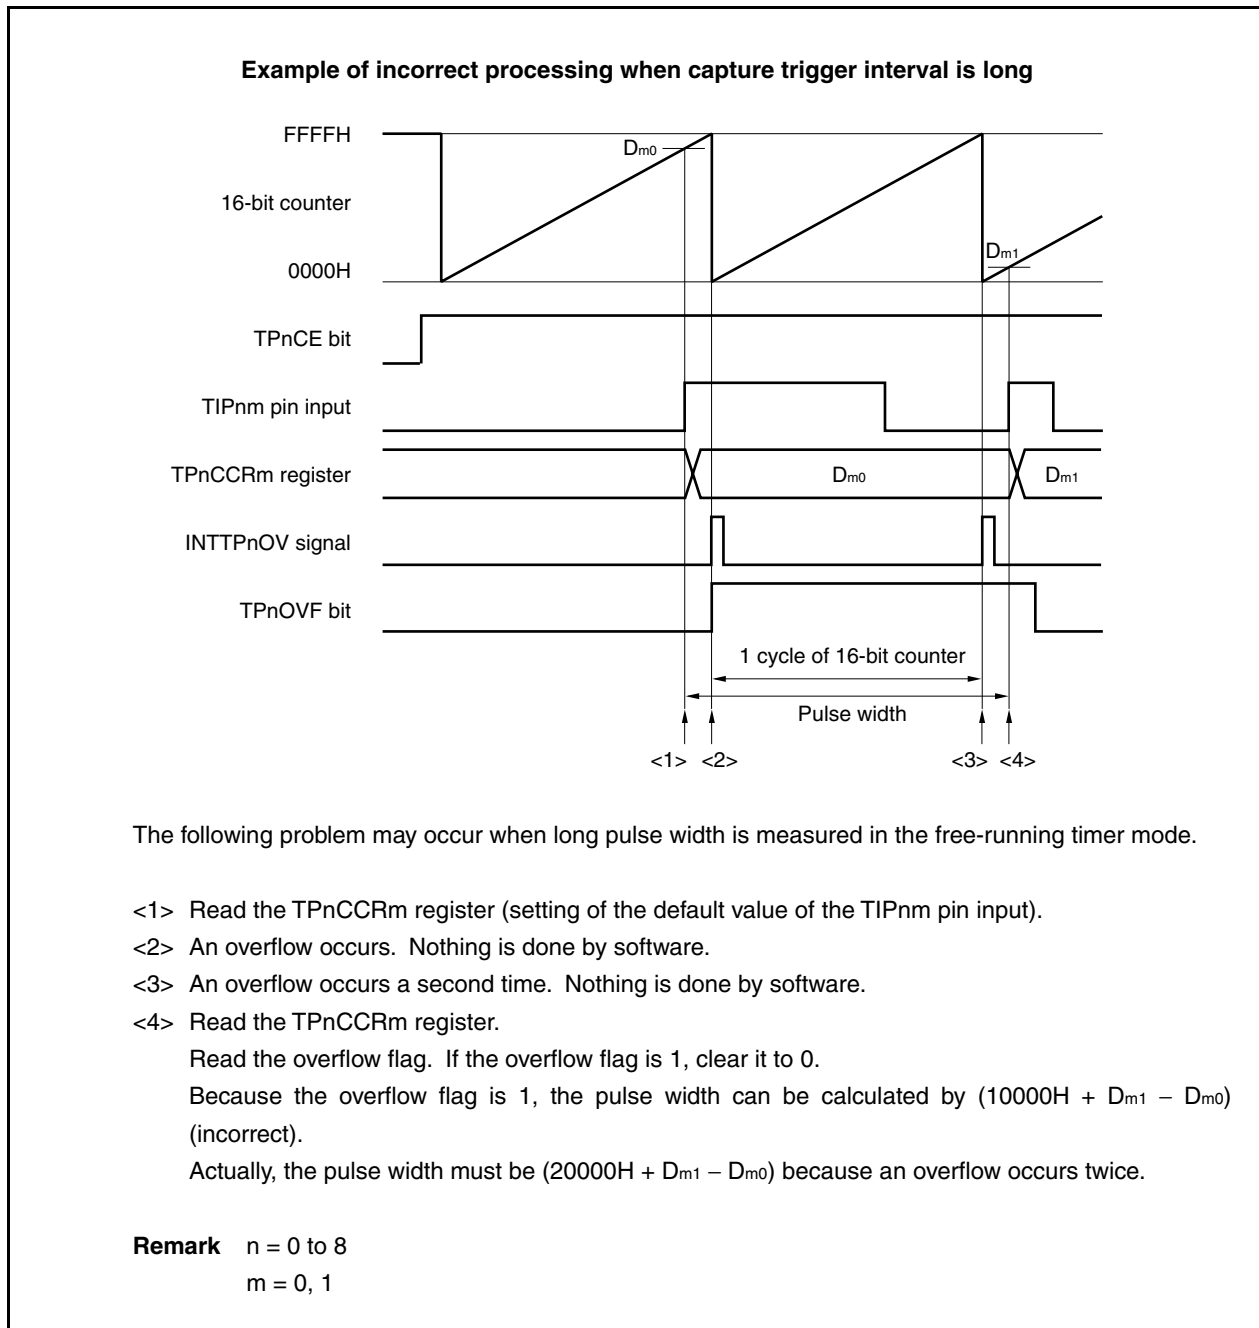 Example of incorrect processing when capture trigger interval is long
FFFFH
Dm0
16-bit counter
Dm1
0000H
TPnCE bit
TIPnm pin input
TPnCCRm register
Dm0
Dm1
INTTPnOV signal
TPnOVF bit
1 cycle of 16-bit counter
Pulse width
<1> <2> <3> <4>
The following problem may occur when long pulse width is measured in the free-running timer mode.
<1> Read the TPnCCRm register (setting of the default value of the TIPnm pin input).
<2> An overflow occurs. Nothing is done by software.
<3> An overflow occurs a second time. Nothing is done by software.
<4> Read the TPnCCRm register.
Read the overflow flag. If the overflow flag is 1, clear it to 0.
Because the overflow flag is 1, the pulse width can be calculated by (10000H + Dm1 − Dm0)
(incorrect).
Actually, the pulse width must be (20000H + Dm1 − Dm0) because an overflow occurs twice.
Remark n = 0 to 8
m = 0, 1